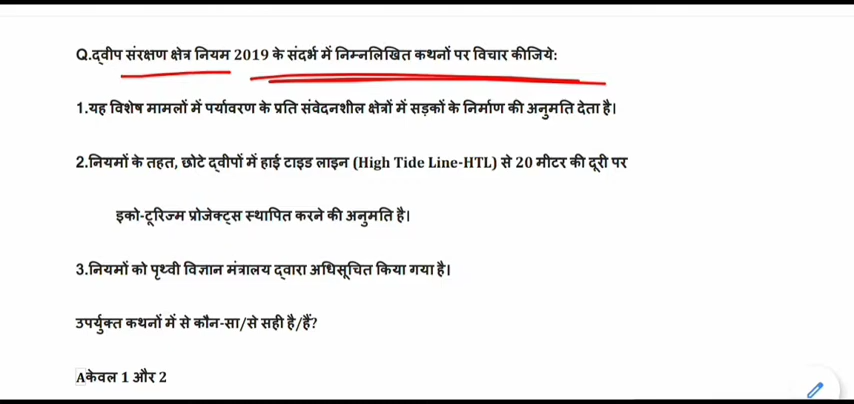 Q.द्वीप संरक्षण क्षेत्र नियम 2019 के संदर्भ में निम्नलिखित कथनों पर विचार कीजिये:
1.यह विशेष मामलों में पर्यावरण के प्रति संवेदनशील क्षेत्रों में सड़कों के निर्माण की अनुमति देता है।
2.नियमों के तहत, छोटे द्वीपों में हाई टाइड लाइन (High Tide Line-HTL) से 20 मीटर की दूरी पर
इको-टूरिज्म प्रोजेक्ट्स स्थापित करने की अनुमति है।
3.नियमों को पृथ्वी विज्ञान मंत्रालय द्वारा अधिसूचित किया गया है।
उपर्युक्त कथनों में से कौन-सा/से सही है/हैं?
Aकेवल 1 और 2